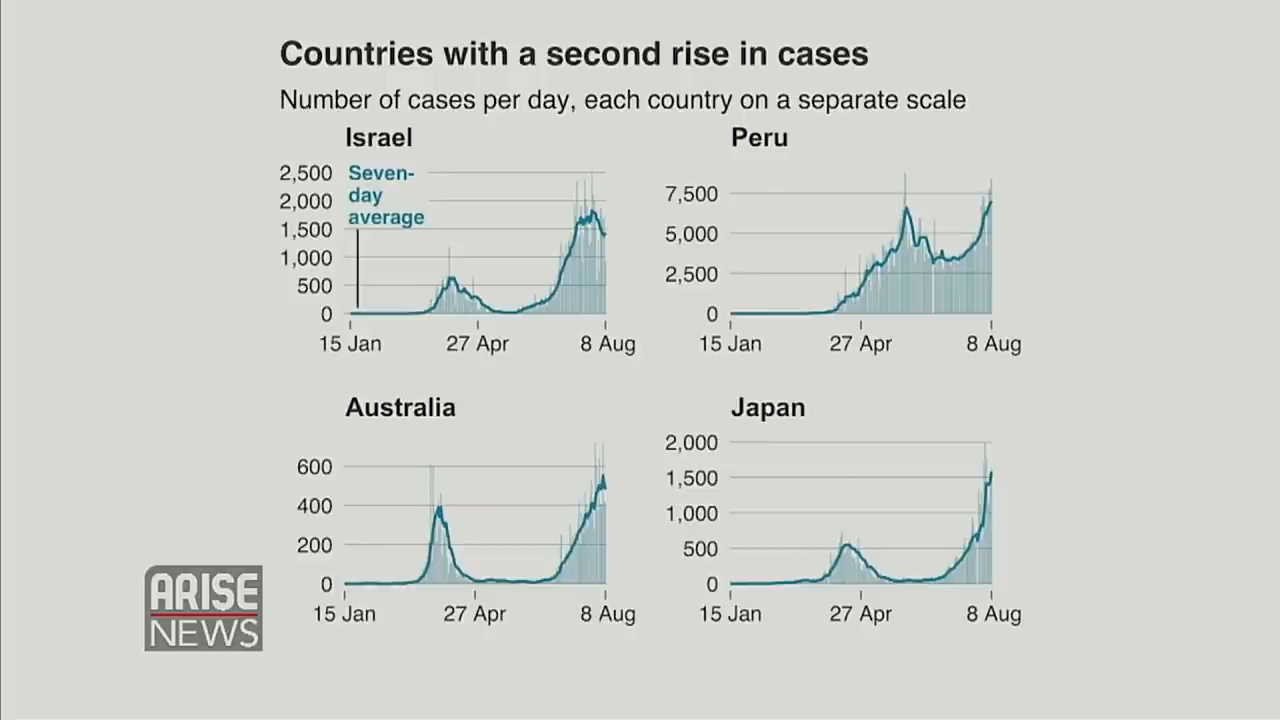 Countries with a second rise in cases
Number of cases per day, each country on a separate scale
Israel
2,500
2,000
1,500
1,000
500
0
Seven-
day
average
15 Jan
27 Apr
8 Aug
Peru
7,500
5,000
2,500
0
15 Jan
27 Apr
8 Aug
Australia
600
400
200
0
15 Jan
27 Apr
8 Aug
Japan
2,000
1,500
1,000
500
0
15 Jan
27 Apr
8 Aug
ARISE
NEWS